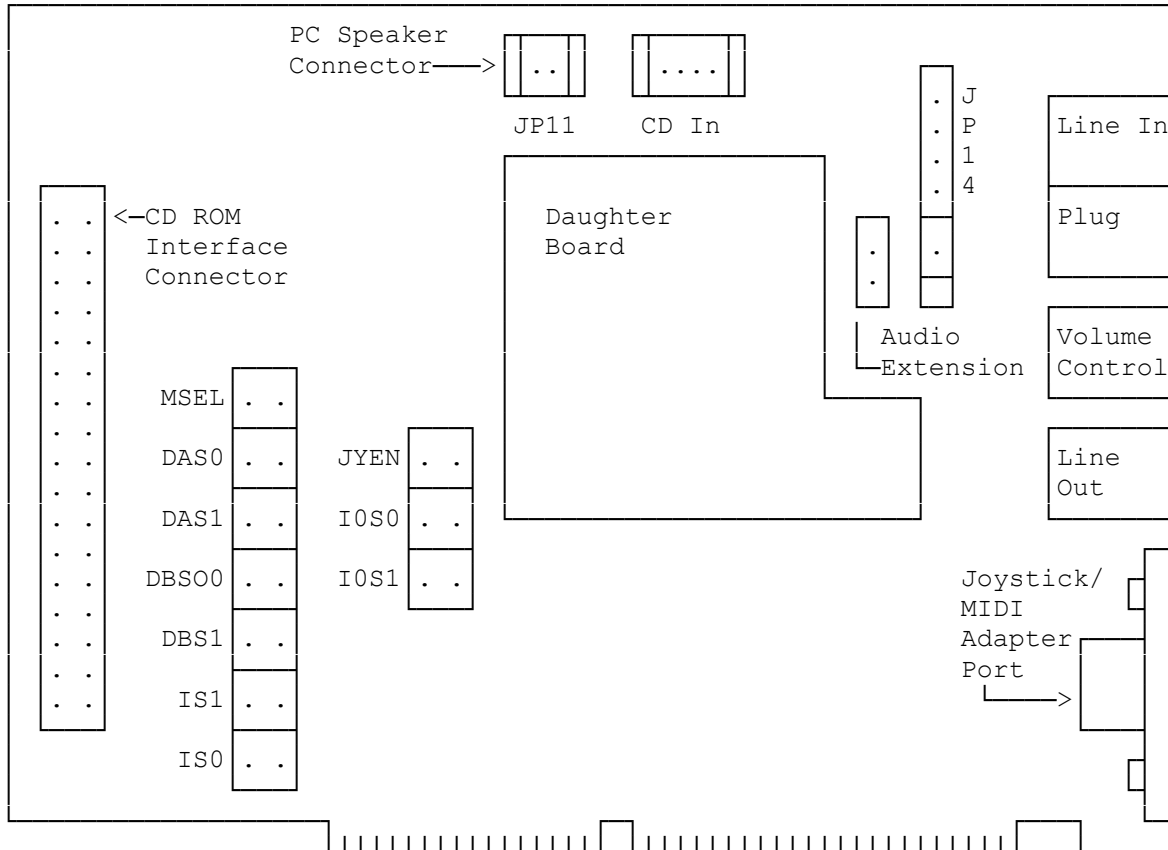 PC Speaker
Connector
JP11
CD In
J
P
1
4
Line In
Plug
CD ROM
Interface
Connector
Daughter
Board
Audio
Extension
Volume
Control
MSEL
DAS0
DAS1
DBSO0
DBS1
IS1
IS0
JYEN
I0S0
I0S1
Line
Out
Joystick/
MIDI
Adapter
Port